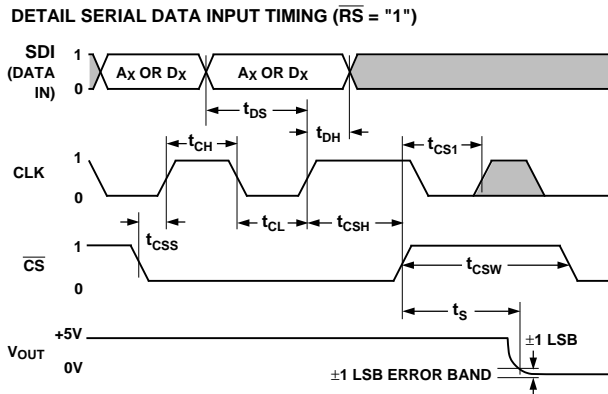 DETAIL SERIAL DATA INPUT TIMING (R̅S̅ = "1")
SDI
(DATA
IN)
1
0
AX OR DX
AX OR DX
tDS
tDH
tCH
tCS1
CLK
1
0
tCSS
tCL
tCSH
C̅S̅
1
0
tCSW
tS
VOUT
+5V
0V
±1 LSB
±1 LSB ERROR BAND